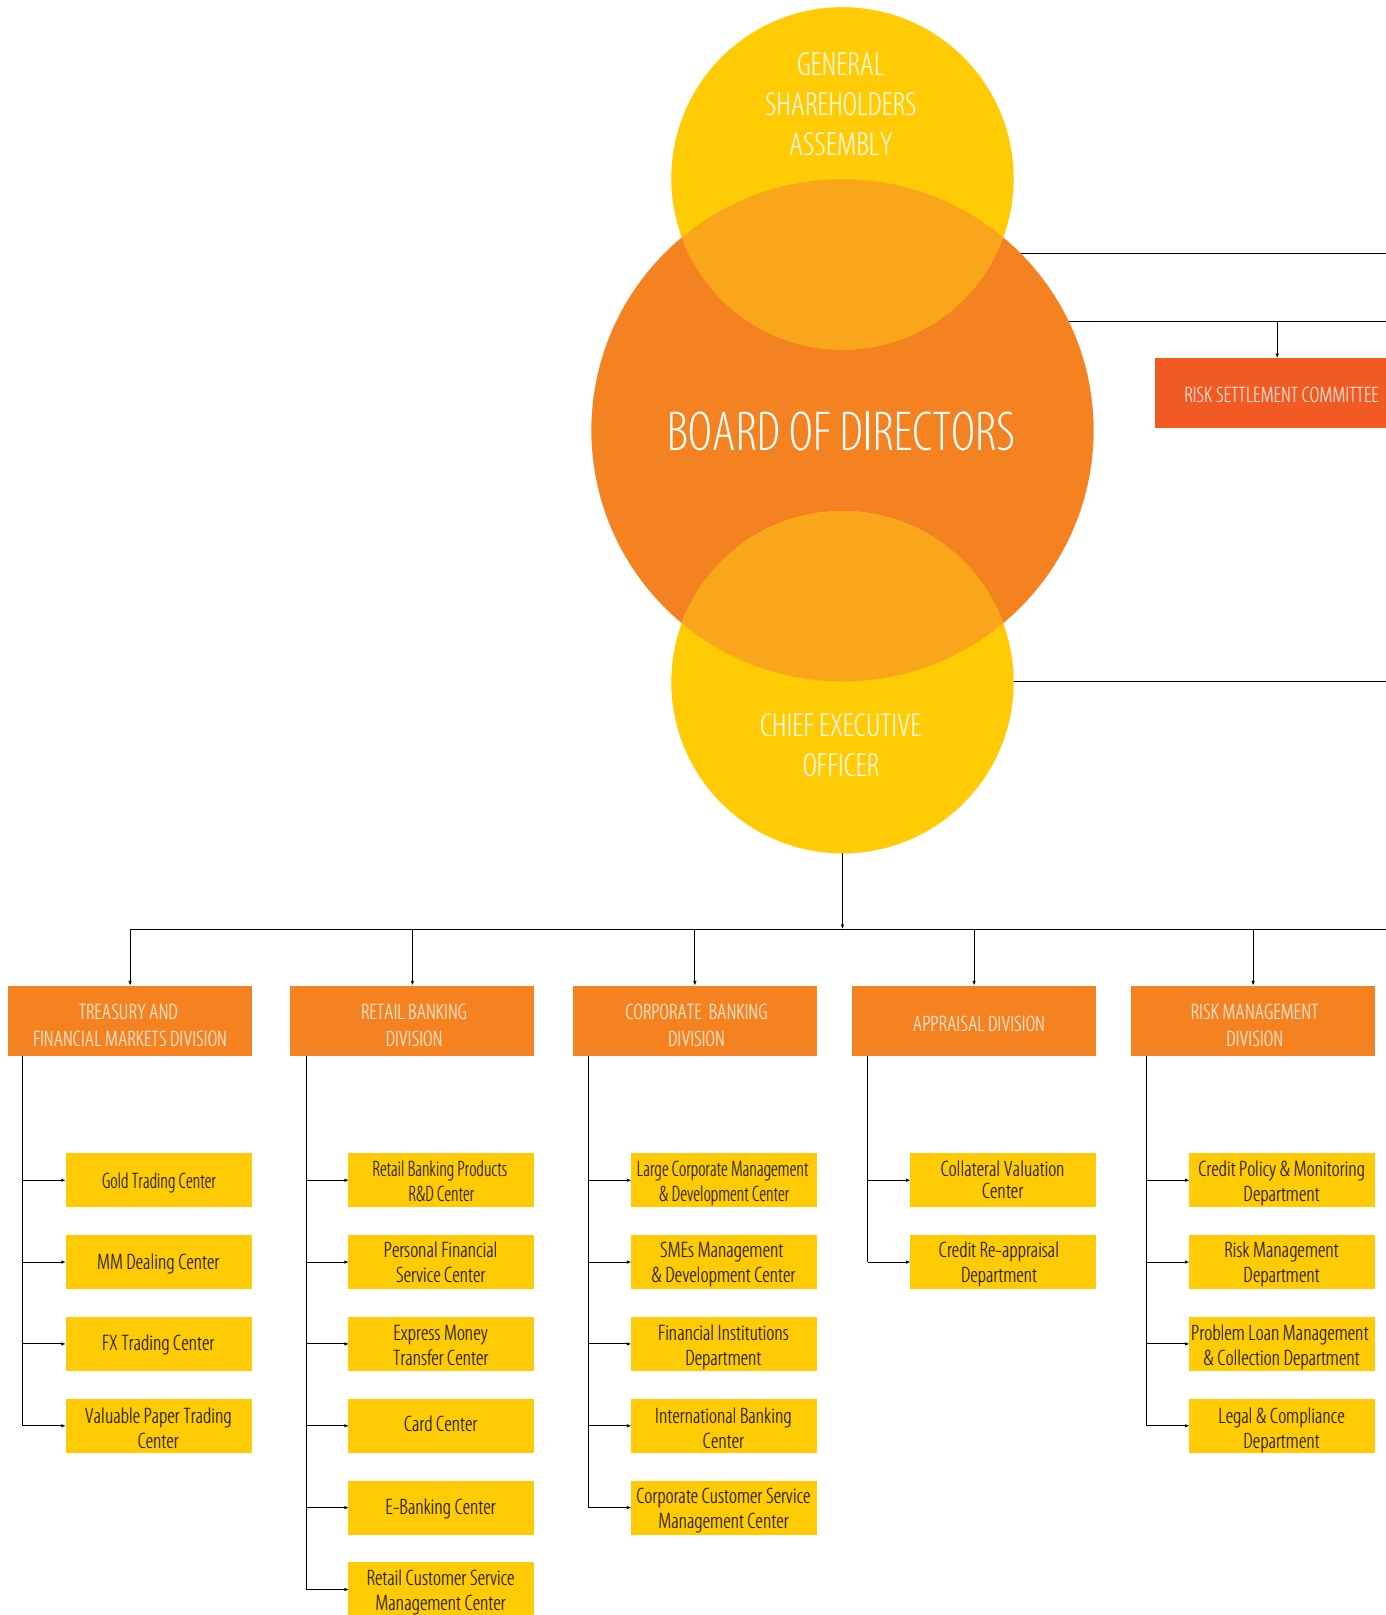 GENERAL
SHAREHOLDERS
ASSEMBLY
BOARD OF DIRECTORS
RISK SETTLEMENT COMMITTEE
CHIEF EXECUTIVE
OFFICER
TREASURY AND
FINANCIAL MARKETS DIVISION
Gold Trading Center
MM Dealing Center
FX Trading Center
Valuable Paper Trading
Center
RETAIL BANKING
DIVISION
Retail Banking Products
R&D Center
Personal Financial
Service Center
Express Money
Transfer Center
Card Center
E-Banking Center
Retail Customer Service
Management Center
CORPORATE BANKING
DIVISION
Large Corporate Management
& Development Center
SMEs Management
& Development Center
Financial Institutions
Department
International Banking
Center
Corporate Customer Service
Management Center
APPRAISAL DIVISION
Collateral Valuation
Center
Credit Re-appraisal
Department
RISK MANAGEMENT
DIVISION
Credit Policy & Monitoring
Department
Risk Management
Department
Problem Loan Management
& Collection Department
Legal & Compliance
Department